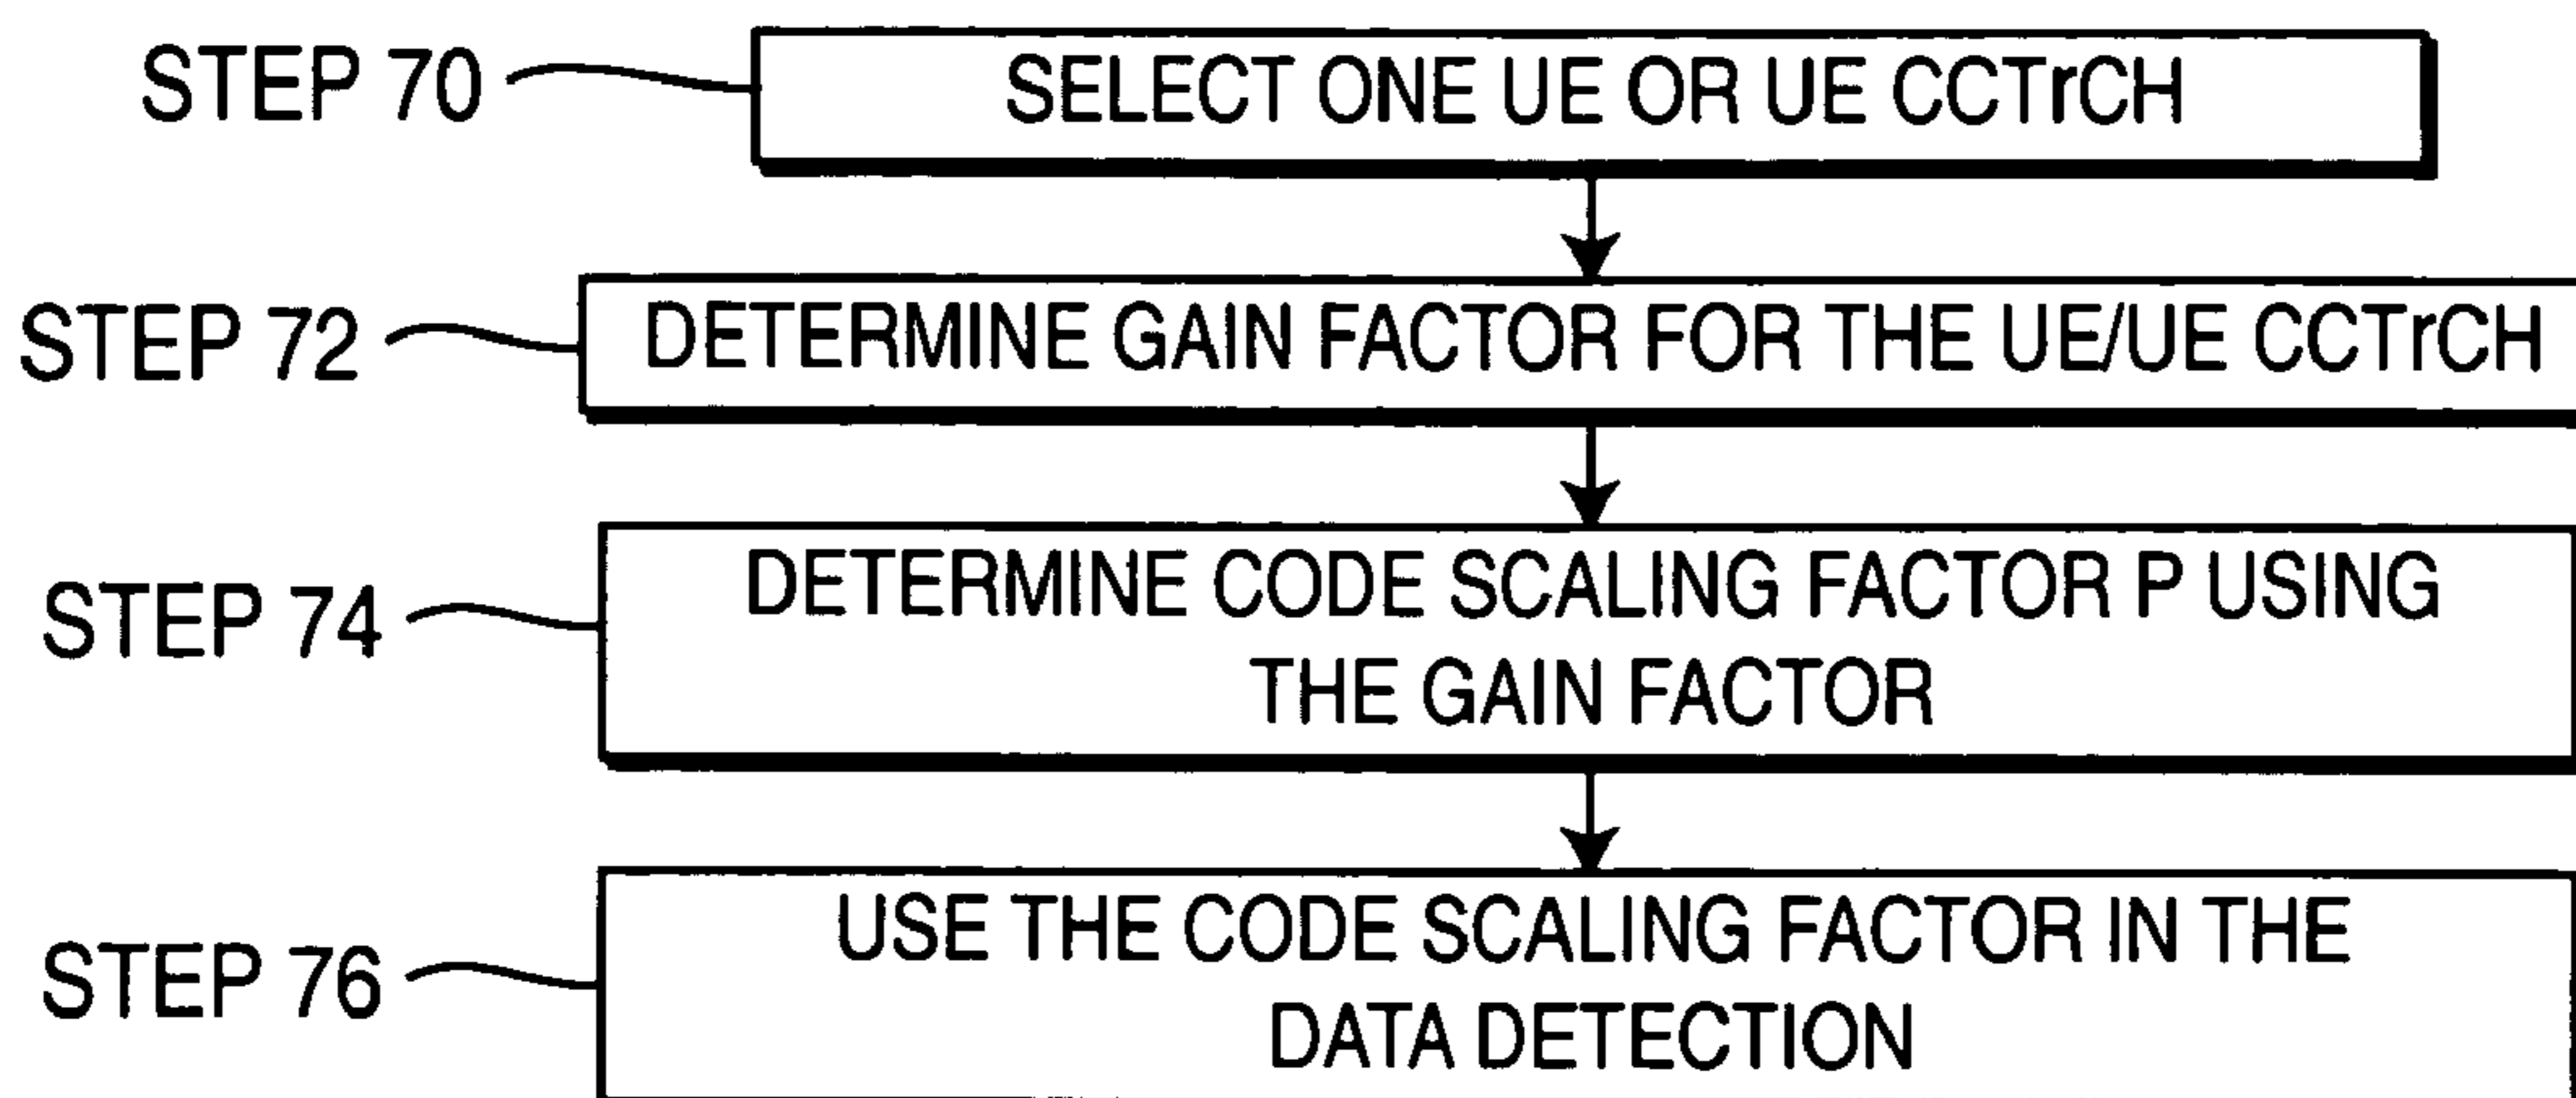 STEP 70
SELECT ONE UE OR UE CCTrCH
STEP 72
DETERMINE GAIN FACTOR FOR THE UE/UE CCTrCH
STEP 74
DETERMINE CODE SCALING FACTOR P USING
THE GAIN FACTOR
STEP 76
USE THE CODE SCALING FACTOR IN THE
DATA DETECTION